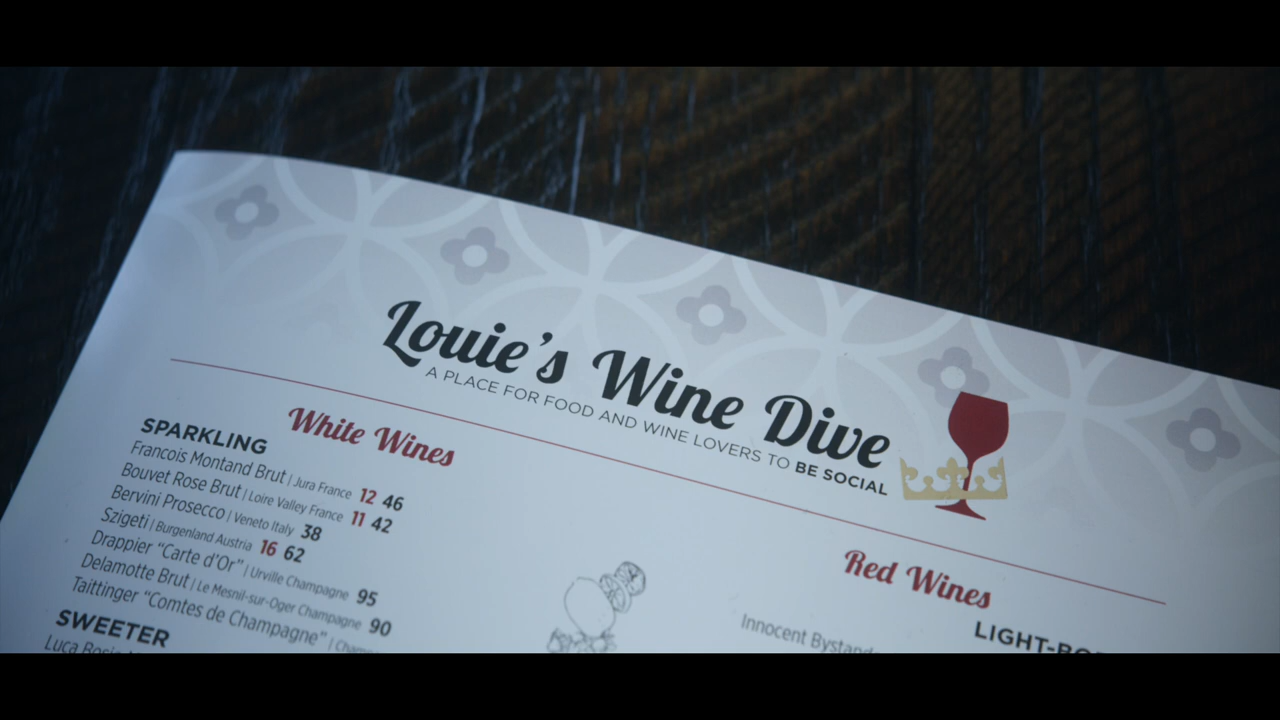 Louie's Wine Dive
A PLACE FOR FOOD AND WINE LOVERS TO BE SOCIAL
White Wines
SPARKLING
Francois Montand Brut | Jura France 12 46
Bouvet Rose Brut | Loire Valley France 11 42
Bervini Prosecco | Veneto Italy 38
Szigeti | Burgenland Austria 16 62
Drappier "Carte d'Or" | Urville Champagne 95
Delamotte Brut | Le Mesnil-sur-Oger Champagne 90
Taittinger "Comtes de Champagne" |
SWEETER
Luca
Red Wines
LIGHT-
Innocent